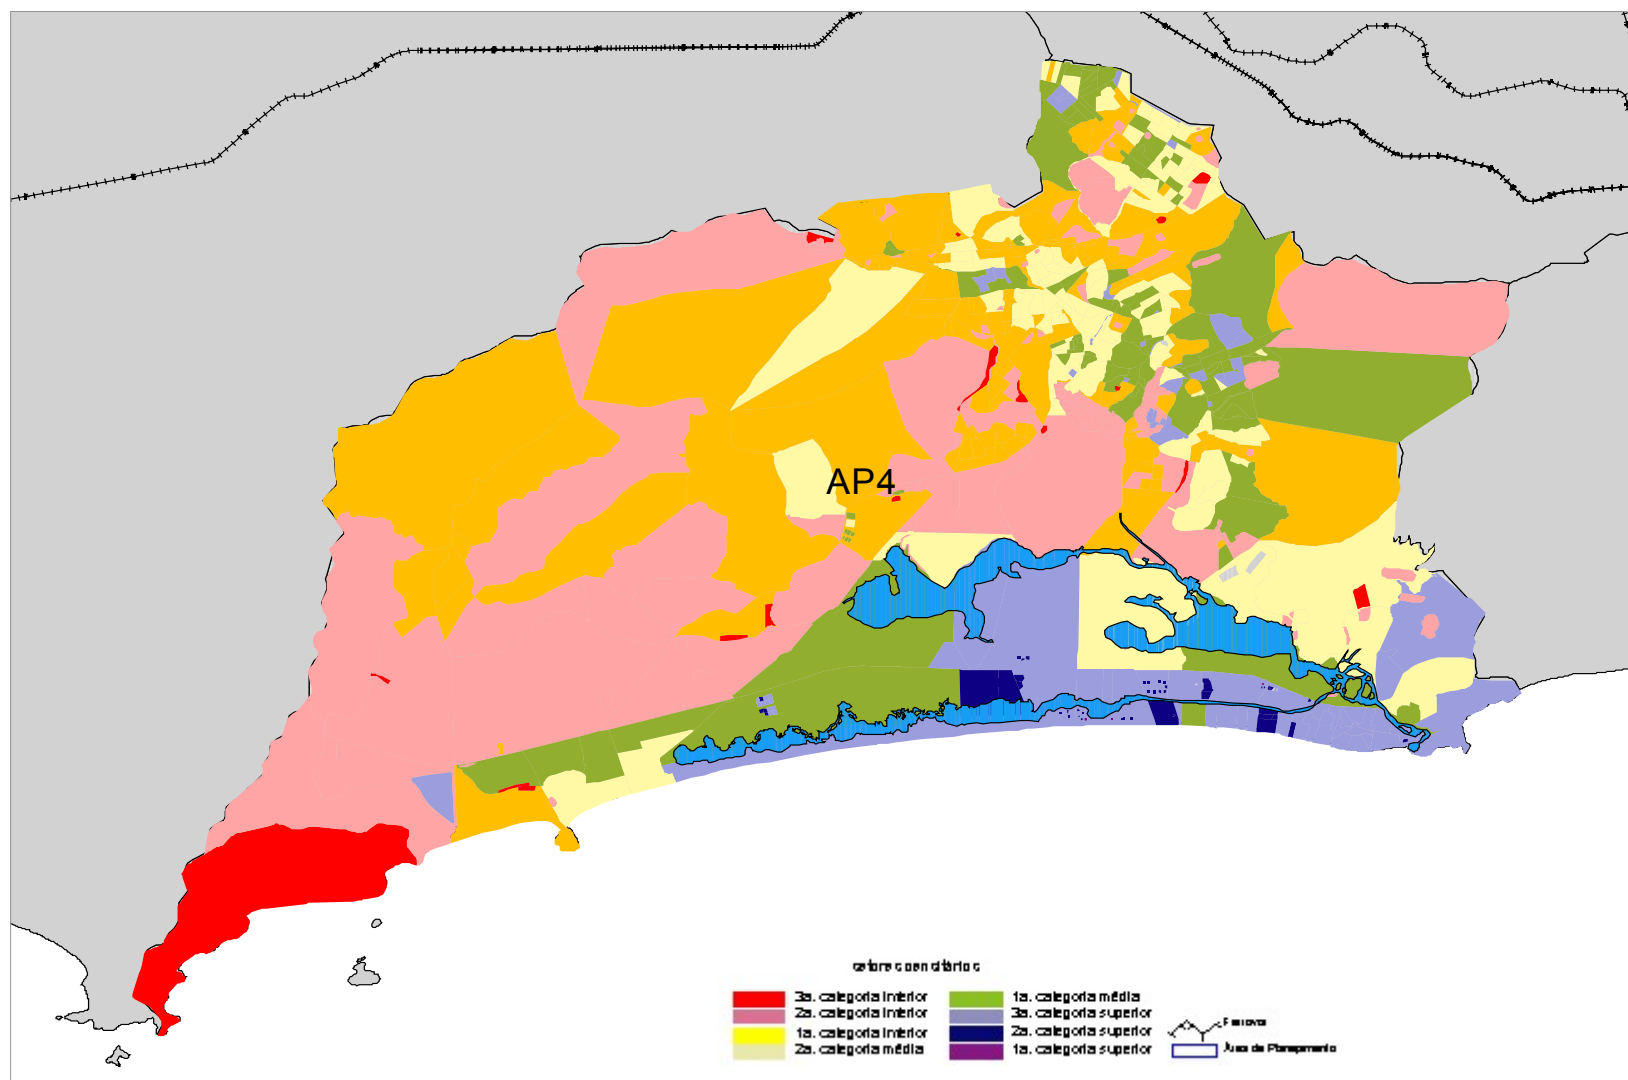 AP4
setores censitários
3a. categoria inferior
2a. categoria inferior
1a. categoria inferior
2a. categoria média
1a. categoria média
3a. categoria superior
2a. categoria superior
1a. categoria superior
Ferrovia
Área de Planejamento